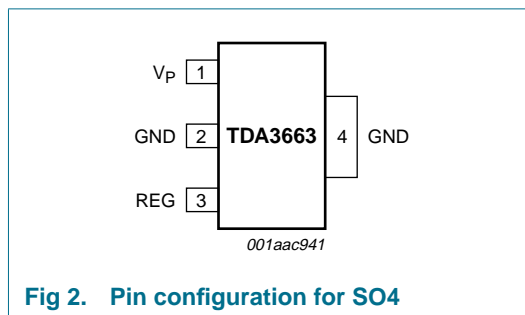 VP 1
GND 2 TDA3663 4 GND
REG 3
001aac941
Fig 2. Pin configuration for SO4